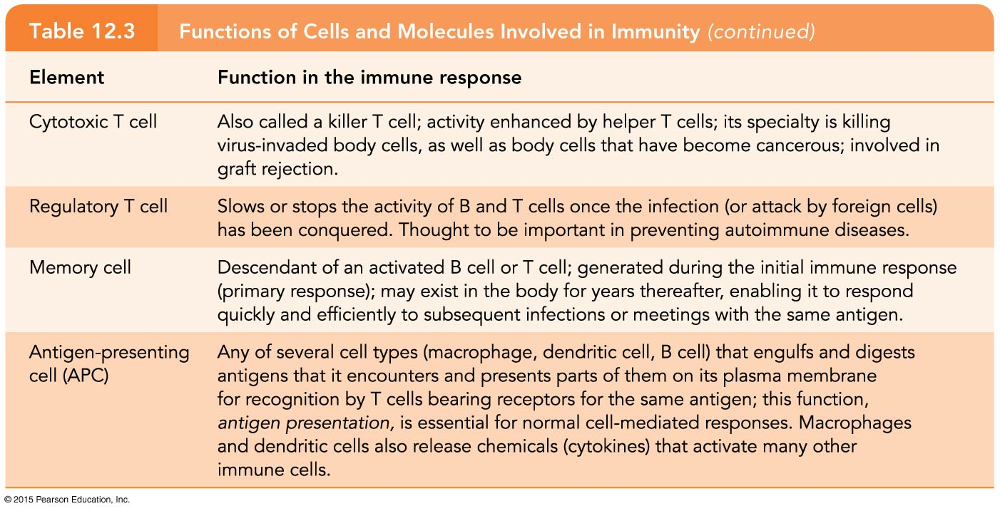 Table 12.3 Functions of Cells and Molecules Involved in Immunity (continued)
Element Function in the immune response
Cytotoxic T cell Also called a killer T cell; activity enhanced by helper T cells; its specialty is killing
virus-invaded body cells, as well as body cells that have become cancerous; involved in
graft rejection.
Regulatory T cell Slows or stops the activity of B and T cells once the infection (or attack by foreign cells)
has been conquered. Thought to be important in preventing autoimmune diseases.
Memory cell Descendant of an activated B cell or T cell; generated during the initial immune response
(primary response); may exist in the body for years thereafter, enabling it to respond
quickly and efficiently to subsequent infections or meetings with the same antigen.
Antigen-presenting Any of several cell types (macrophage, dendritic cell, B cell) that engulfs and digests
cell (APC) antigens that it encounters and presents parts of them on its plasma membrane
for recognition by T cells bearing receptors for the same antigen; this function,
antigen presentation, is essential for normal cell-mediated responses. Macrophages
and dendritic cells also release chemicals (cytokines) that activate many other
immune cells.
© 2015 Pearson Education, Inc.